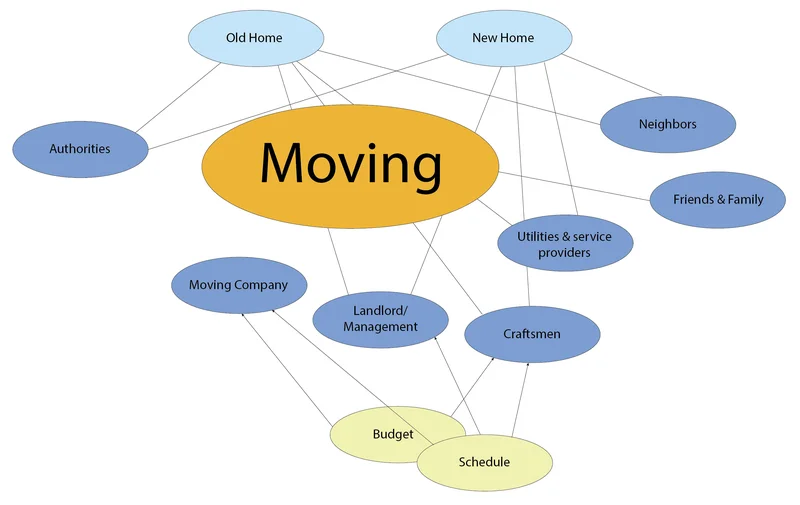 Old Home
New Home
Authorities
Neighbors
Moving
Friends & Family
Utilities & service
providers
Moving Company
Landlord/
Management
Craftsmen
Budget
Schedule